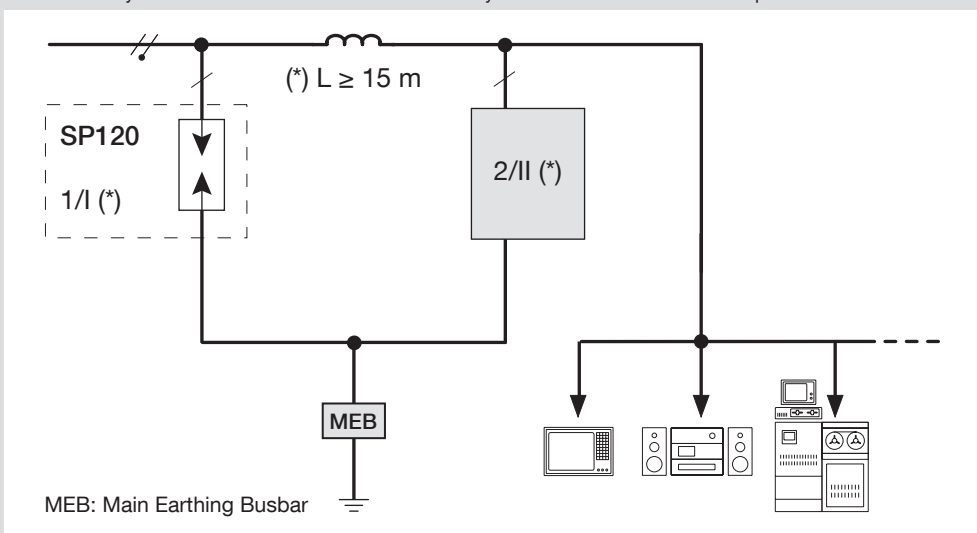 (*) L ≥ 15 m
SP120
1/I (*)
2/II (*)
MEB
MEB: Main Earthing Busbar